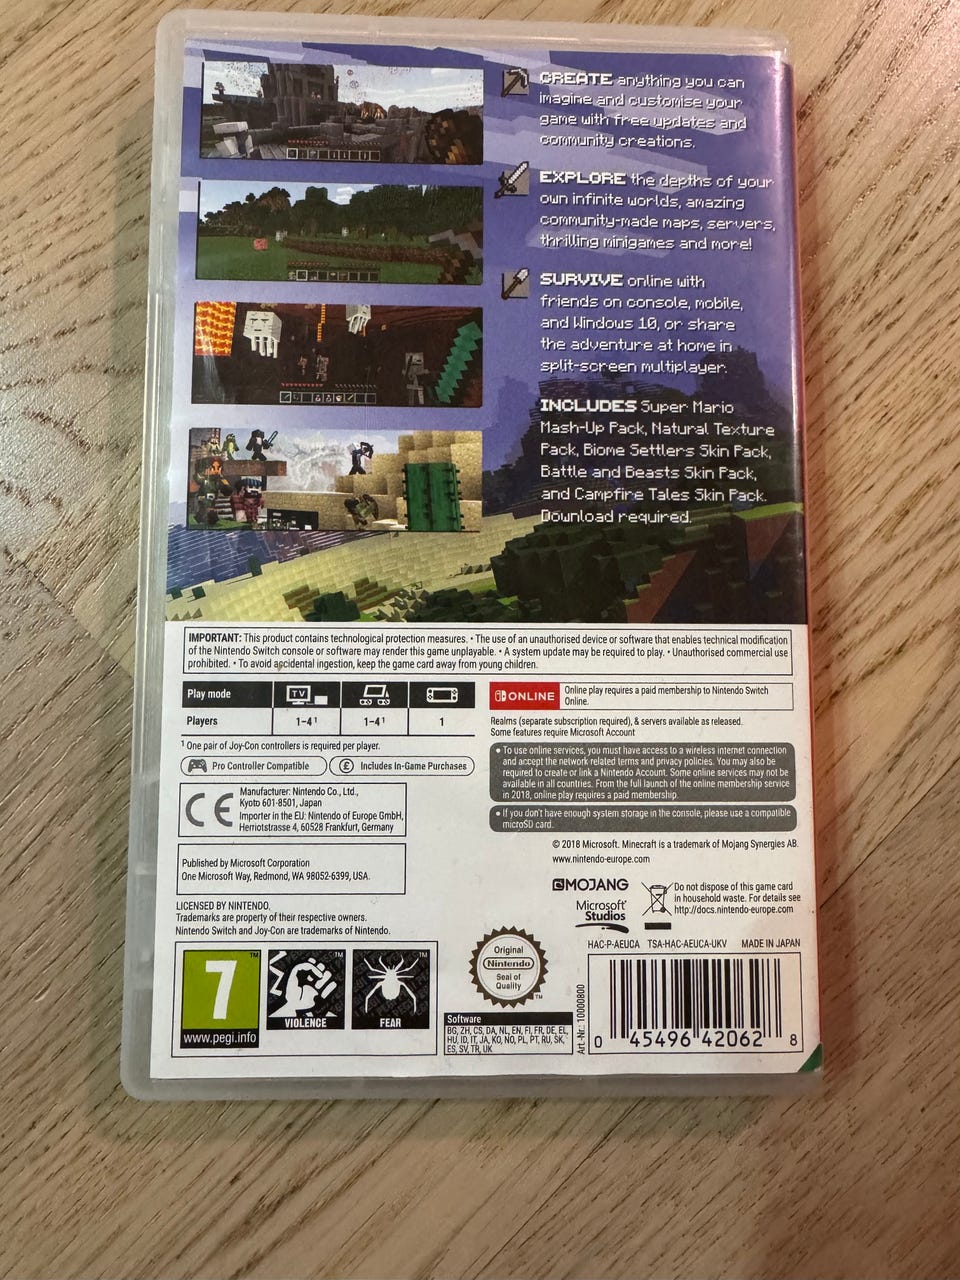 CREATE anything you can
imagine and customise your
game with free updates and
community creations.
EXPLORE the depths of your
own infinite worlds, amazing
community-made maps, servers,
thrilling minigames and more!
SURVIVE online with
friends on console, mobile,
and Windows 10, or share
the adventure at home in
split-screen multiplayer.
INCLUDES Super Mario
Mash-Up Pack, Natural Texture
Pack, Biome Settlers Skin Pack,
Battle and Beasts Skin Pack,
and Campfire Tales Skin Pack.
Download required.
IMPORTANT: This product contains technological protection measures. • The use of an unauthorised device or software that enables technical modification
of the Nintendo Switch console or software may render this game unplayable. • A system update may be required to play. • Unauthorised commercial use
prohibited. • To avoid accidental ingestion, keep the game card away from young children.
Play mode TV
Players 1–4¹ 1–4¹ 1
¹ One pair of Joy-Con controllers is required per player.
Pro Controller Compatible
£ Includes In-Game Purchases
ONLINE
Online play requires a paid membership to Nintendo Switch
Online.
Realms (separate subscription required), & servers available as released.
Some features require Microsoft Account
• To use online services, you must have access to a wireless internet connection
and accept the network related terms and privacy policies. You may also be
required to create or link a Nintendo Account. Some online services may not be
available in all countries. From the full launch of the online membership service
in 2018, online play requires a paid membership.
• If you don't have enough system storage in the console, please use a compatible
microSD card.
CE
Manufacturer: Nintendo Co., Ltd.,
Kyoto 601-8501, Japan
Importer in the EU: Nintendo of Europe GmbH,
Herriotstrasse 4, 60528 Frankfurt, Germany
Published by Microsoft Corporation
One Microsoft Way, Redmond, WA 98052-6399, USA.
LICENSED BY NINTENDO.
Trademarks are property of their respective owners.
Nintendo Switch and Joy-Con are trademarks of Nintendo.
© 2018 Microsoft. Minecraft is a trademark of Mojang Synergies AB.
www.nintendo-europe.com
MOJANG
Microsoft®
Studios
Do not dispose of this game card
in household waste. For details see
http://docs.nintendo-europe.com
HAC-P-AEUCA TSA-HAC-AEUCA-UKV MADE IN JAPAN
7 ™
www.pegi.info
™
VIOLENCE
™
FEAR
Original
Nintendo
Seal of
Quality
™
Software
BG, ZH, CS, DA, NL, EN, FI, FR, DE, EL,
HU, ID, IT, JA, KO, NO, PL, PT, RU, SK,
ES, SV, TR, UK
Art.-Nr.: 10000800
0 45496 42062 8